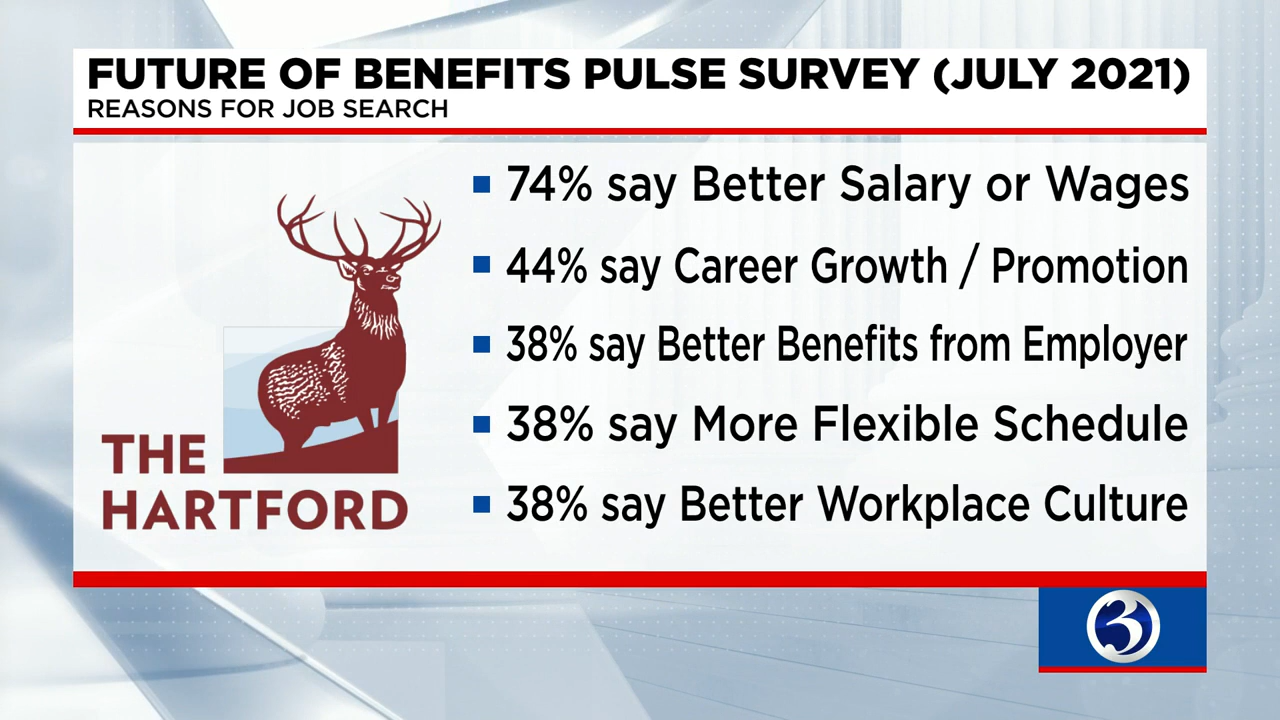 FUTURE OF BENEFITS PULSE SURVEY (JULY 2021)
REASONS FOR JOB SEARCH
74% say Better Salary or Wages
44% say Career Growth / Promotion
38% say Better Benefits from Employer
38% say More Flexible Schedule
38% say Better Workplace Culture
THE
HARTFORD
3